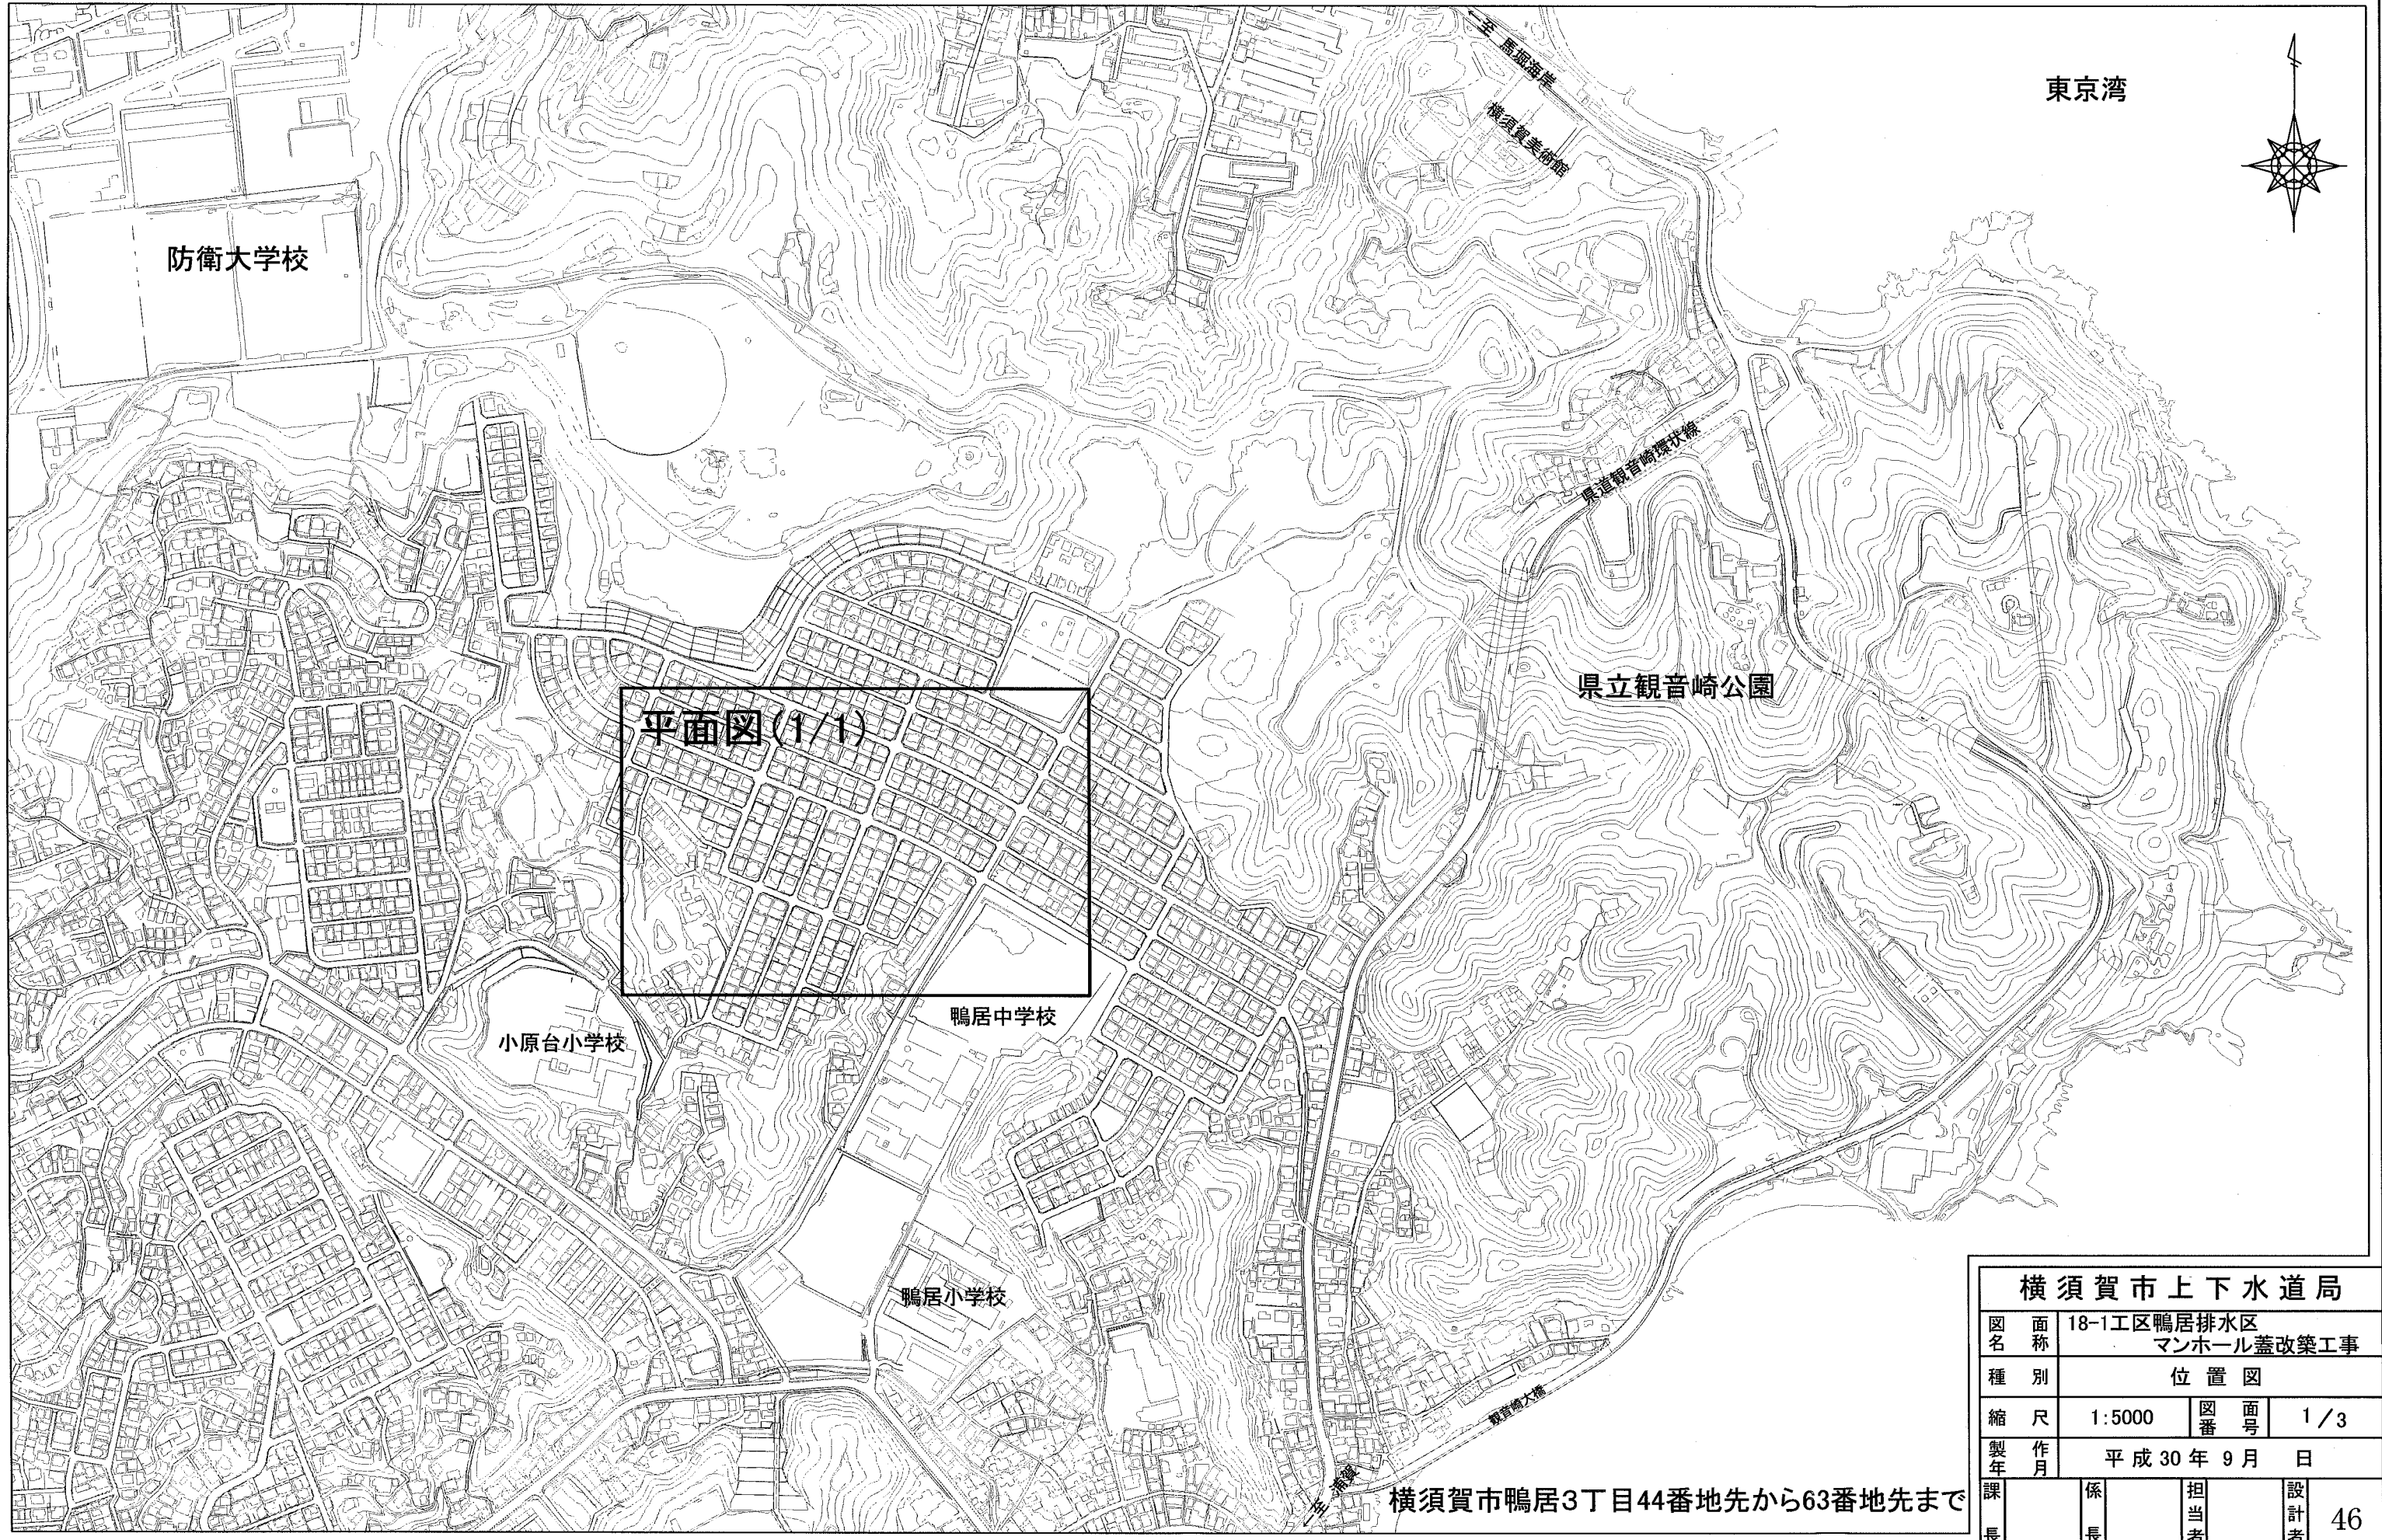 ←至 馬堀海岸
東京湾
横須賀美術館
防衛大学校
県道観音崎環状線
県立観音崎公園
平面図(1/1)
鴨居中学校
小原台小学校
鴨居小学校
観音崎大橋
←至 浦賀
横須賀市鴨居3丁目44番地先から63番地先まで
横須賀市上下水道局
図面名称 18-1工区鴨居排水区
マンホール蓋改築工事
種別 位置図
縮尺 1:5000 図面番号 1/3
製作年月 平成30年9月 日
課長 係長 担当者 設計者 46